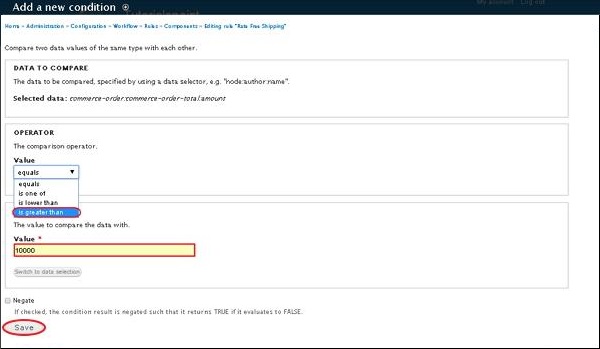 My account Log out
Add a new condition
Tutorialspoint
Home » Administration » Configuration » Workflow » Rules » Components » Editing rule "Rate Free Shipping"
Compare two data values of the same type with each other.
DATA TO COMPARE
The data to be compared, specified by using a data selector, e.g. "node:author:name".
Selected data: commerce-order:commerce-order-total:amount
OPERATOR
The comparison operator.
Value
equals
equals
is one of
is lower than
is greater than
The value to compare the data with.
Value *
10000
Switch to data selection
Negate
If checked, the condition result is negated such that it returns TRUE if it evaluates to FALSE.
Save